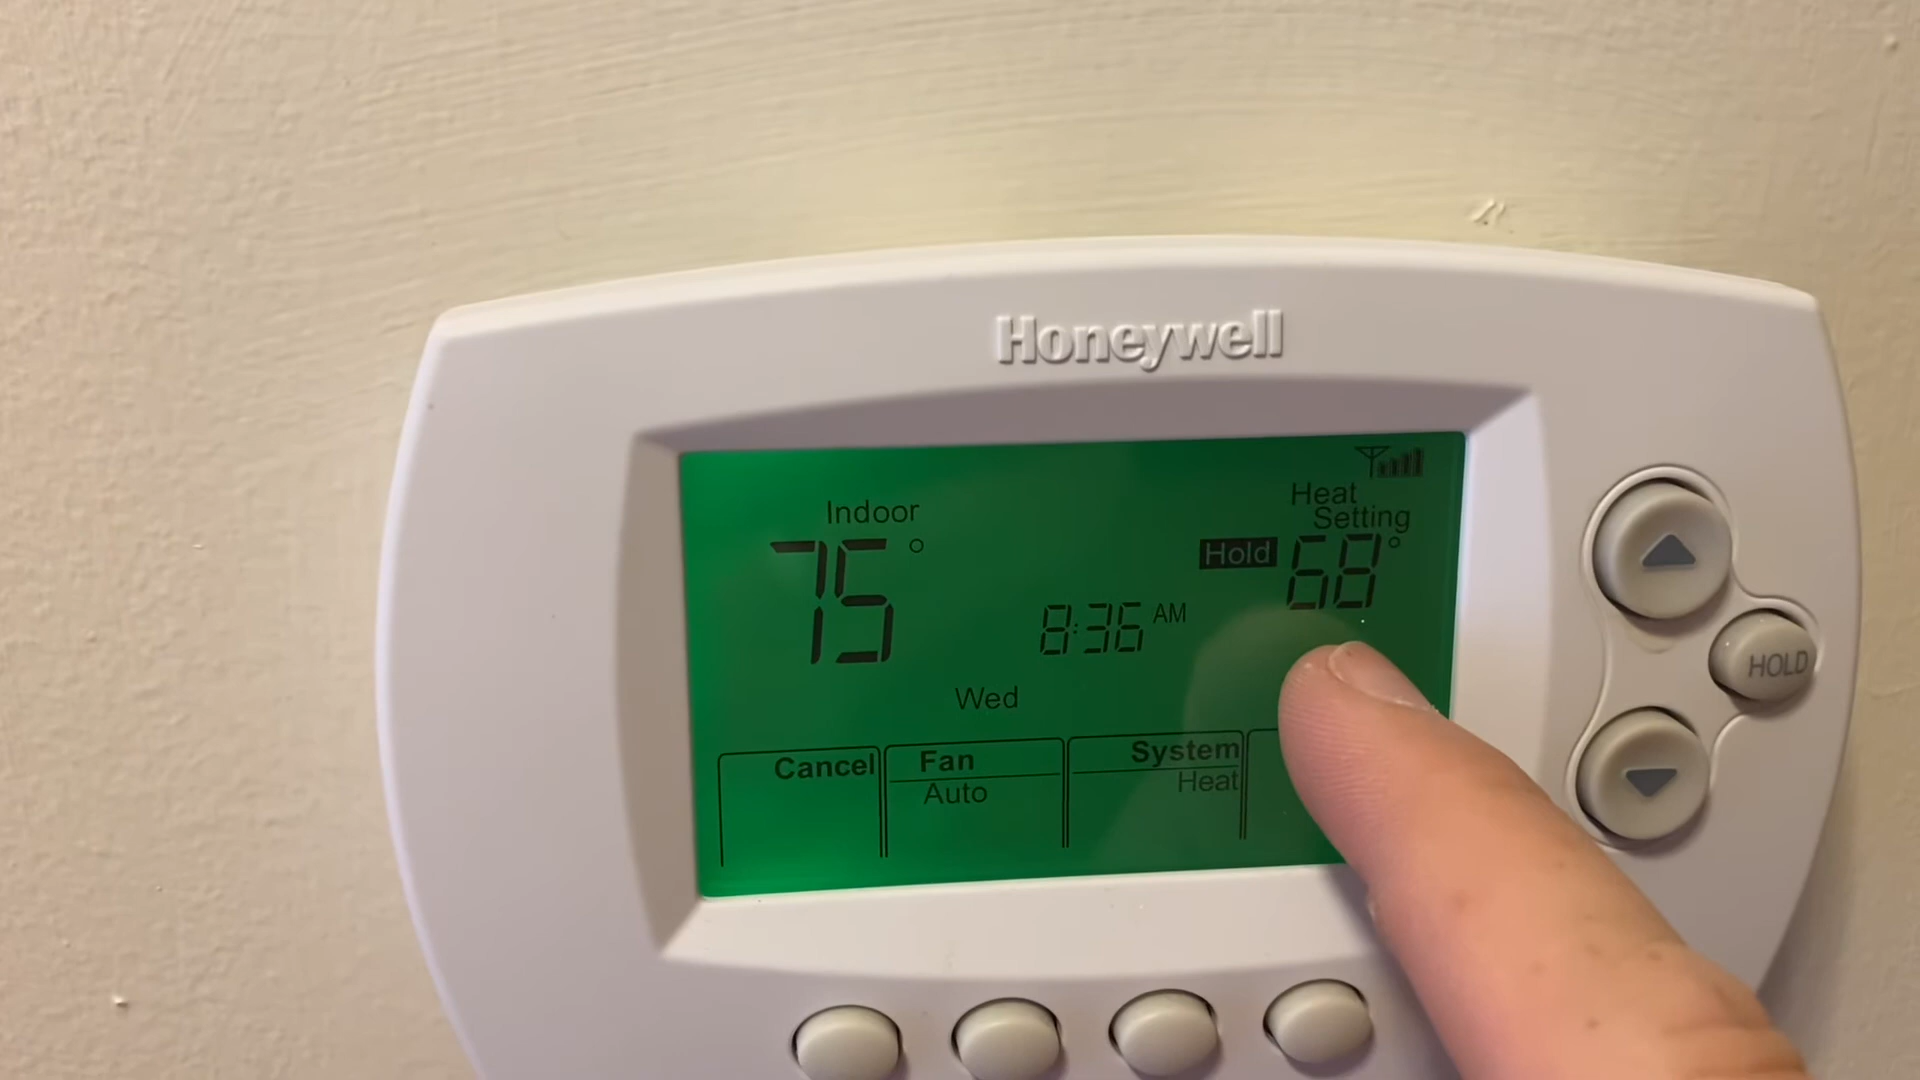 Honeywell
Indoor
75°
Heat
Setting
Hold 68°
8:36 AM
Wed
Cancel
Fan
Auto
System
Heat
HOLD